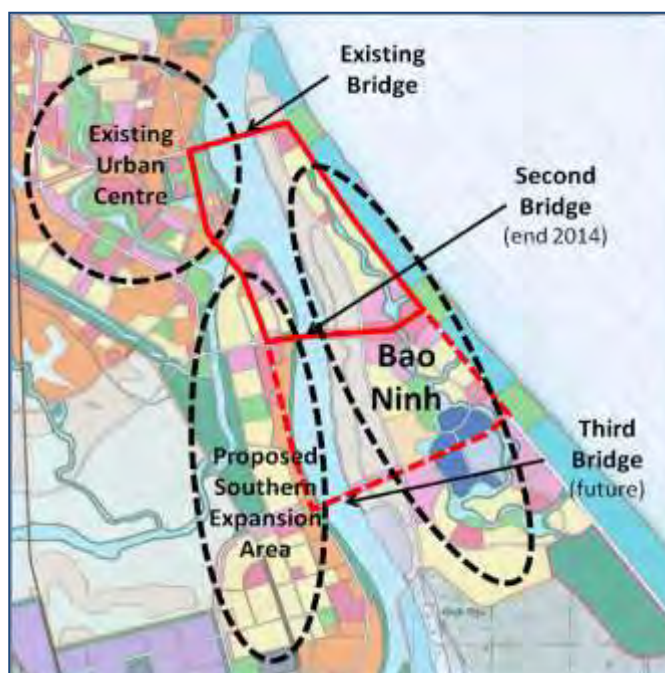 Existing
Bridge
Existing
Urban
Centre
Second
Bridge
(end 2014)
Bao
Ninh
Third
Bridge
(future)
Proposed
Southern
Expansion
Area